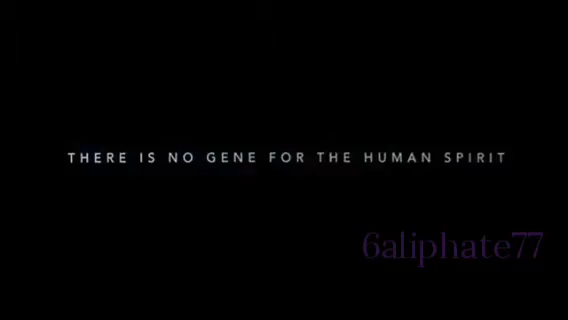 THERE IS NO GENE FOR THE HUMAN SPIRIT
6aliphate77